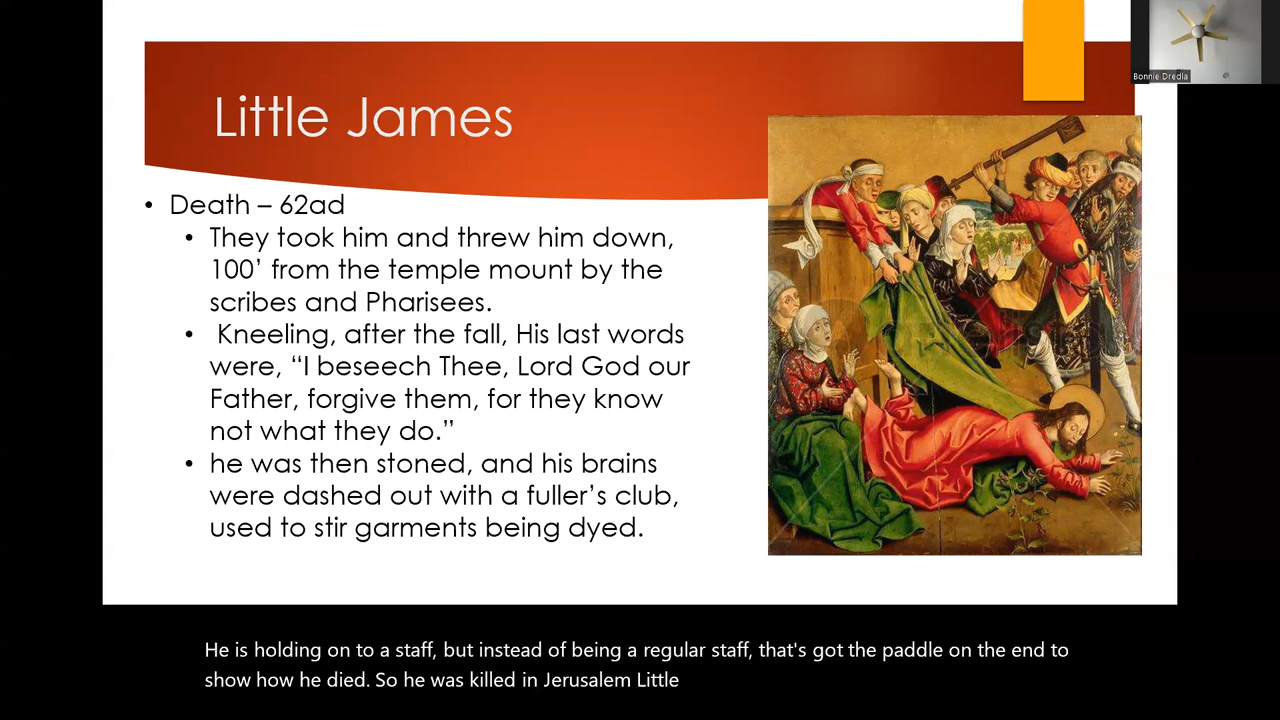 Bonnie Dredla
Little James
• Death – 62ad
• They took him and threw him down,
100’ from the temple mount by the
scribes and Pharisees.
• Kneeling, after the fall, His last words
were, “I beseech Thee, Lord God our
Father, forgive them, for they know
not what they do.”
• he was then stoned, and his brains
were dashed out with a fuller’s club,
used to stir garments being dyed.
He is holding on to a staff, but instead of being a regular staff, that's got the paddle on the end to
show how he died. So he was killed in Jerusalem Little